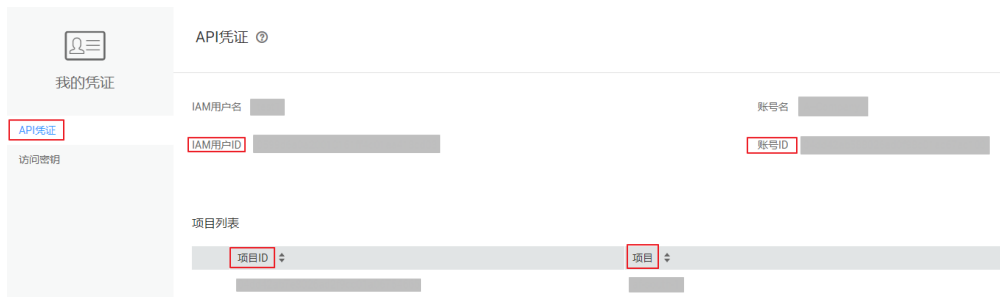 我的凭证
API凭证
访问密钥
API凭证 ?
IAM用户名
账号名
IAM用户ID
账号ID
项目列表
项目ID 项目